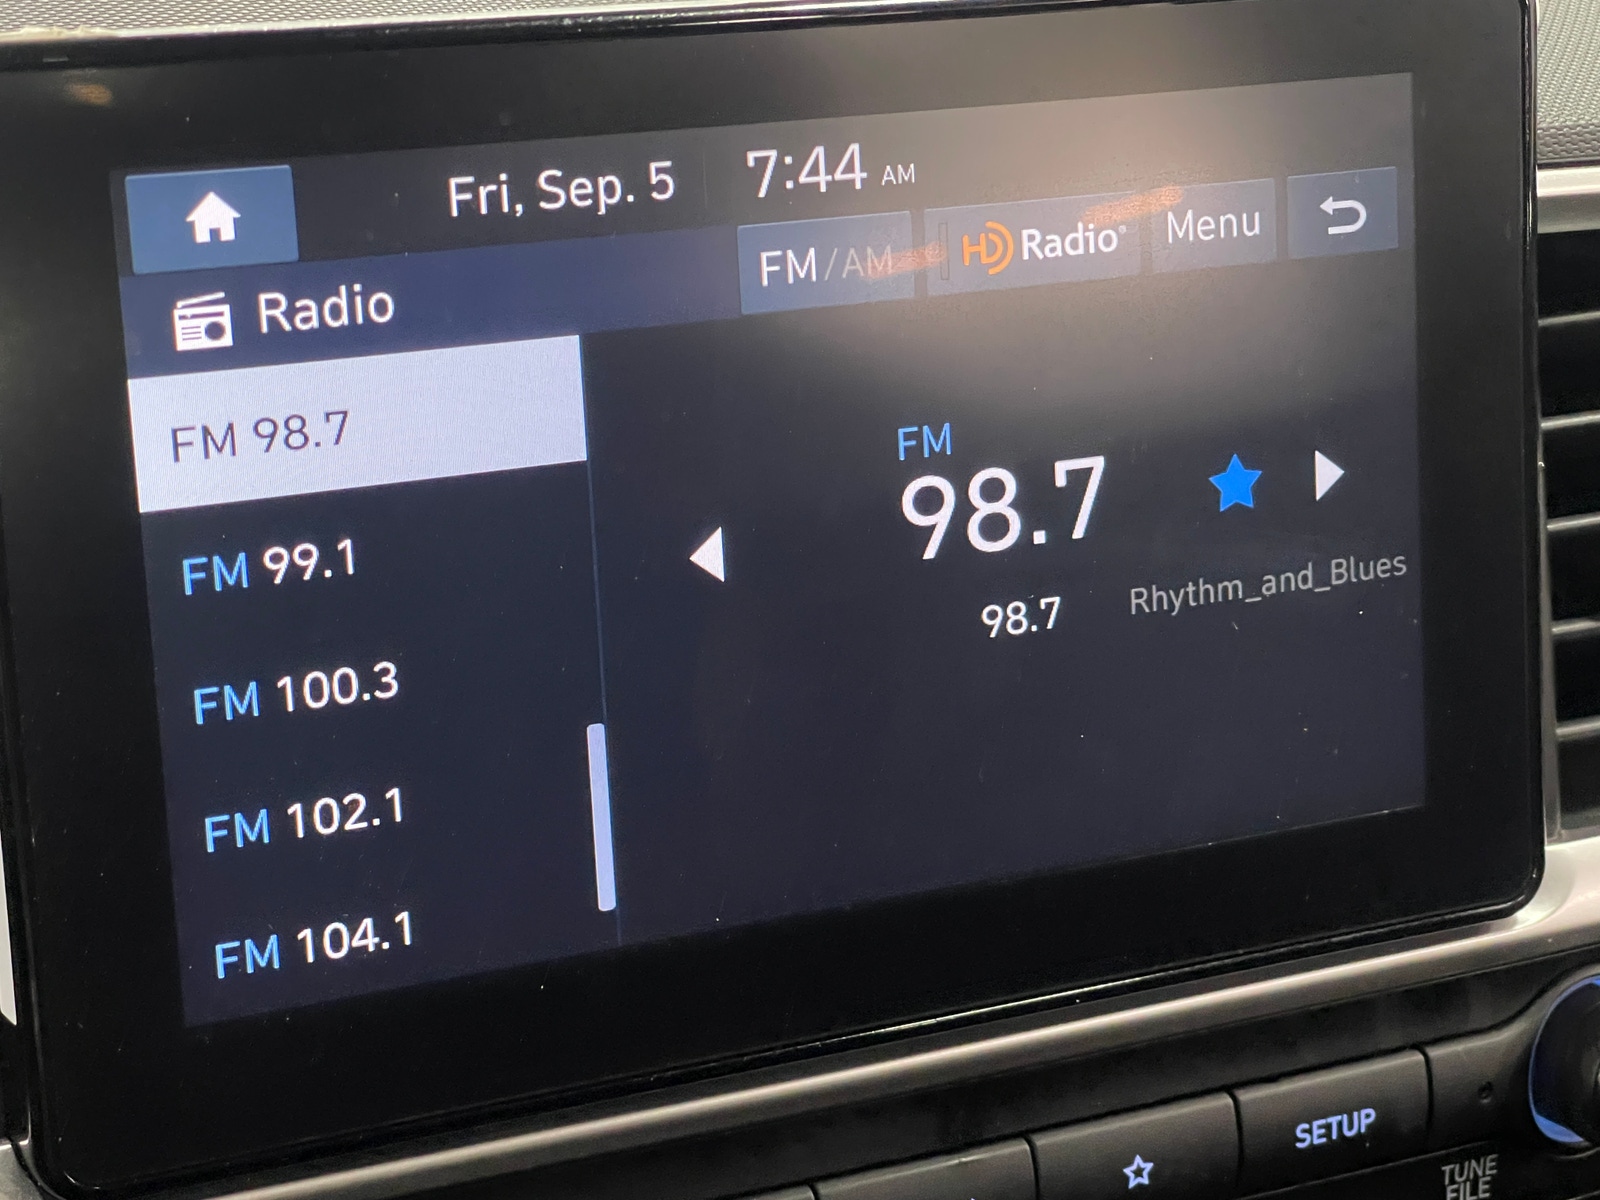 Fri, Sep. 5 7:44 AM
Radio FM/AM HD Radio® Menu
FM 98.7
FM 99.1
FM 100.3
FM 102.1
FM 104.1
FM
98.7
98.7 Rhythm_and_Blues
SETUP
TUNE
FILE